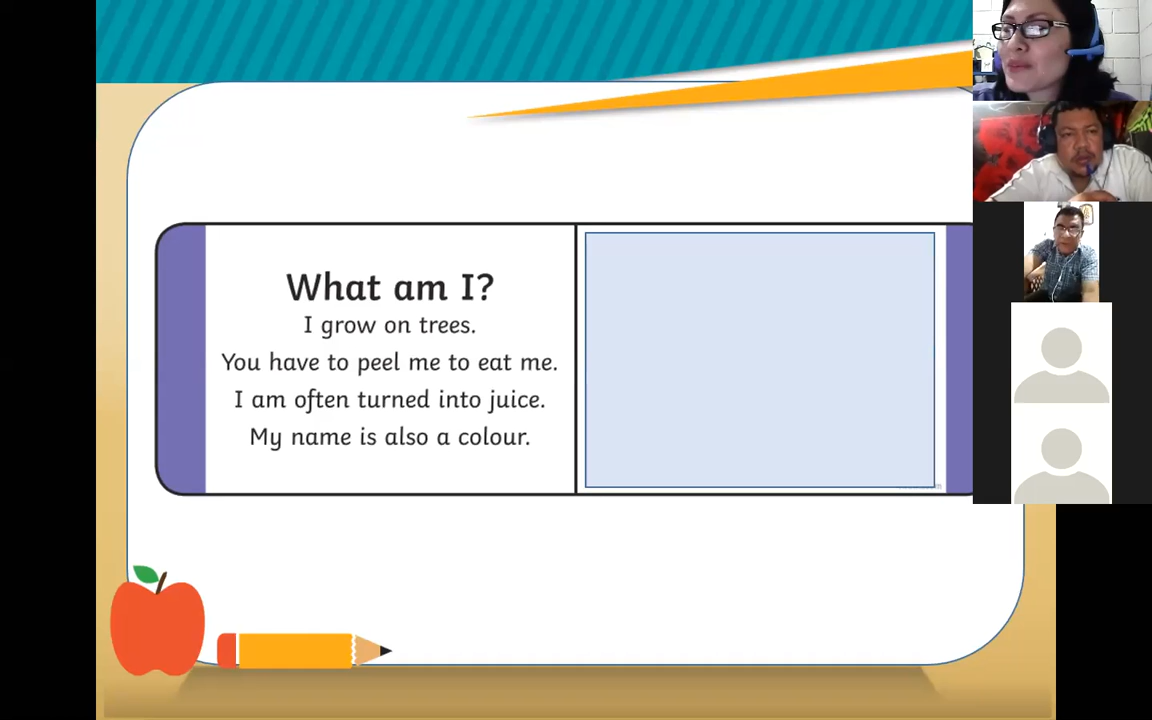 What am I?
I grow on trees.
You have to peel me to eat me.
I am often turned into juice.
My name is also a colour.